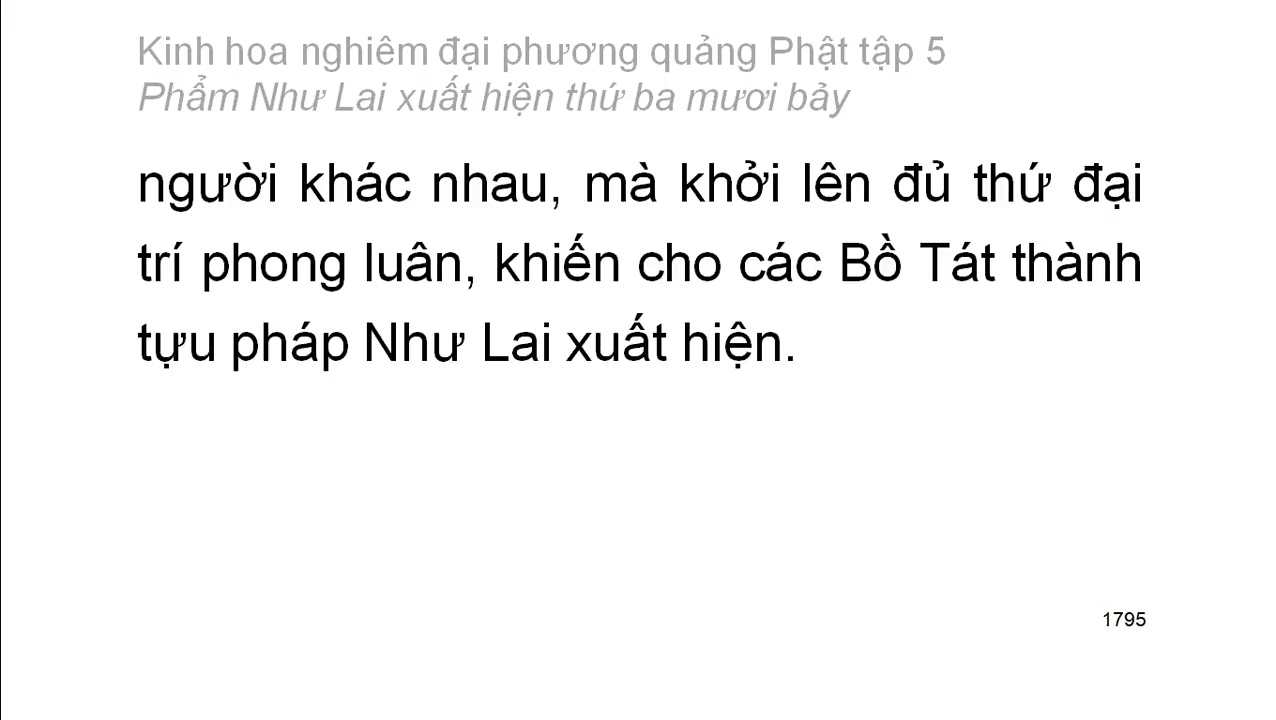 Kinh hoa nghiêm đại phương quảng Phật tập 5
Phẩm Như Lai xuất hiện thứ ba mươi bảy
người khác nhau, mà khởi lên đủ thứ đại
trí phong luân, khiến cho các Bồ Tát thành
tựu pháp Như Lai xuất hiện.
1795